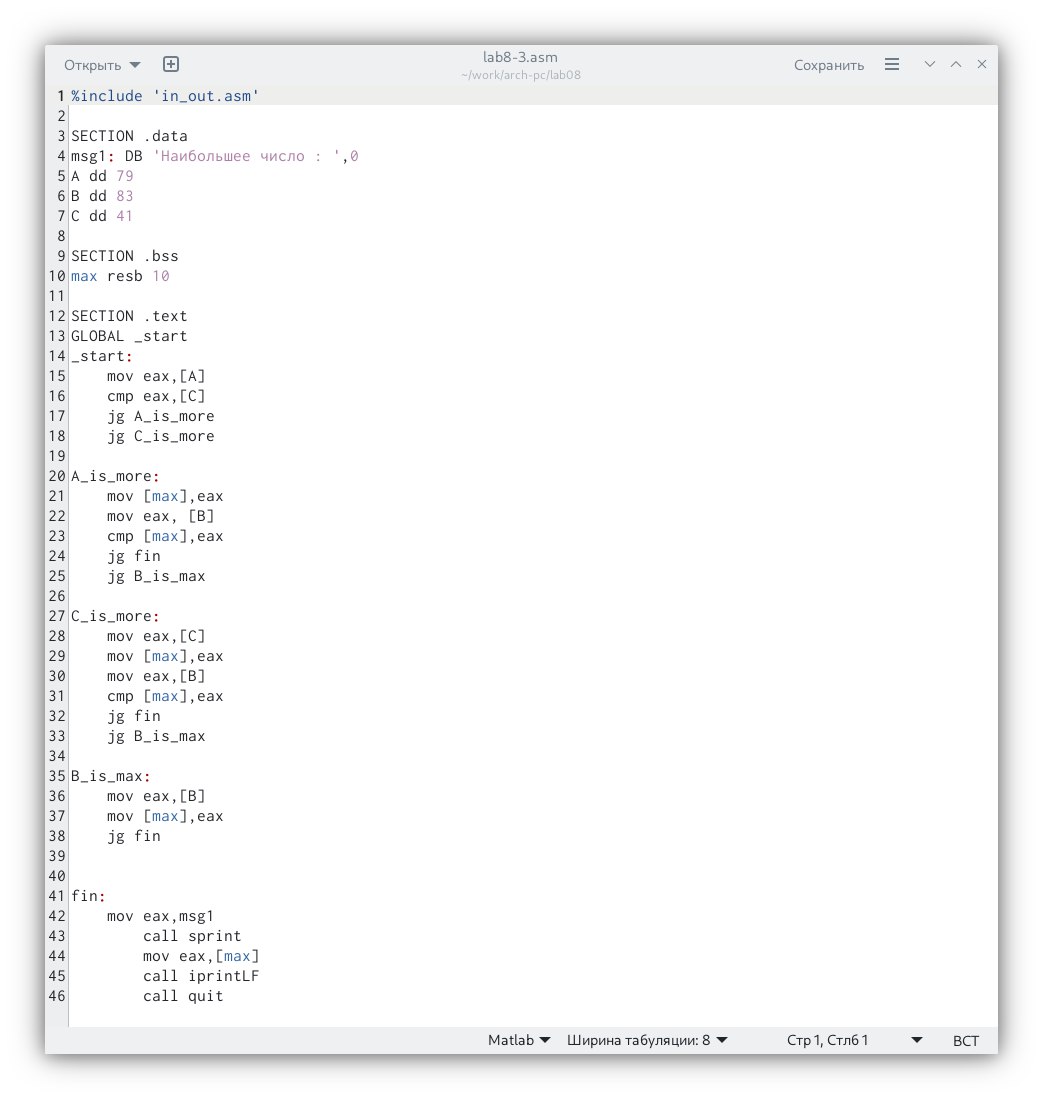 Открыть
lab8-3.asm
~/work/arch-pc/lab08
Сохранить
1 %include 'in_out.asm'
2
3 SECTION .data
4 msg1: DB 'Наибольшее число : ',0
5 A dd 79
6 B dd 83
7 C dd 41
8
9 SECTION .bss
10 max resb 10
11
12 SECTION .text
13 GLOBAL _start
14 _start:
15     mov eax,[A]
16     cmp eax,[C]
17     jg A_is_more
18     jg C_is_more
19
20 A_is_more:
21     mov [max],eax
22     mov eax, [B]
23     cmp [max],eax
24     jg fin
25     jg B_is_max
26
27 C_is_more:
28     mov eax,[C]
29     mov [max],eax
30     mov eax,[B]
31     cmp [max],eax
32     jg fin
33     jg B_is_max
34
35 B_is_max:
36     mov eax,[B]
37     mov [max],eax
38     jg fin
39
40
41 fin:
42     mov eax,msg1
43         call sprint
44         mov eax,[max]
45         call iprintLF
46         call quit
Matlab Ширина табуляции: 8 Стр 1, Стлб 1 ВСТ